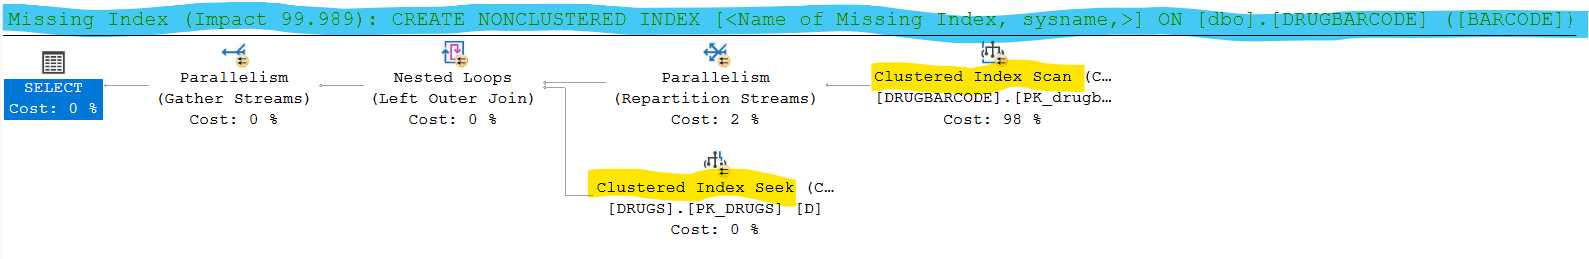 Missing Index (Impact 99.989): CREATE NONCLUSTERED INDEX [<Name of Missing Index, sysname,>] ON [dbo].[DRUGBARCODE] ([BARCODE])
SELECT
Cost: 0 %
Parallelism
(Gather Streams)
Cost: 0 %
Nested Loops
(Left Outer Join)
Cost: 0 %
Parallelism
(Repartition Streams)
Cost: 2 %
Clustered Index Scan (C…
[DRUGBARCODE].[PK_drugb…
Cost: 98 %
Clustered Index Seek (C…
[DRUGS].[PK_DRUGS] [D]
Cost: 0 %